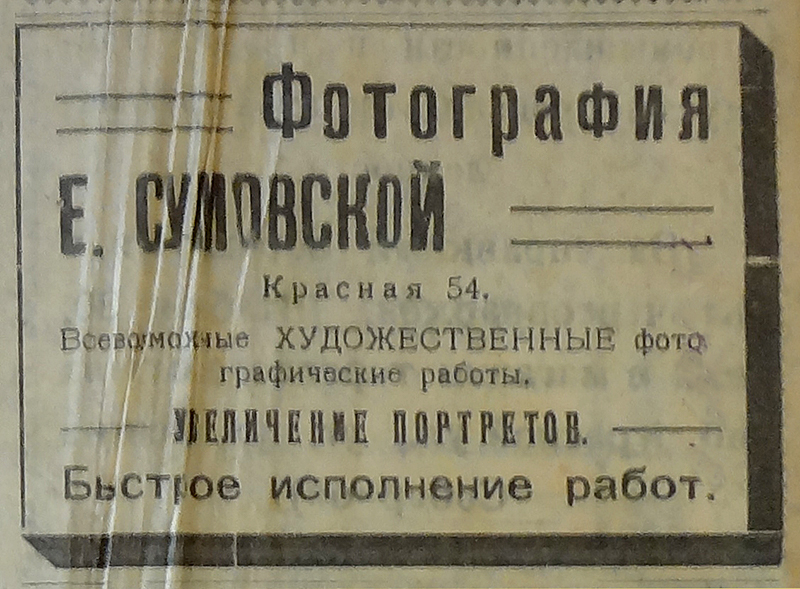 Фотография
Е. СУМОВСКОЙ
Красная 54.
Всевозможные ХУДОЖЕСТВЕННЫЕ фото
графические работы.
УВЕЛИЧЕНИЕ ПОРТРЕТОВ.
Быстрое исполнение работ.